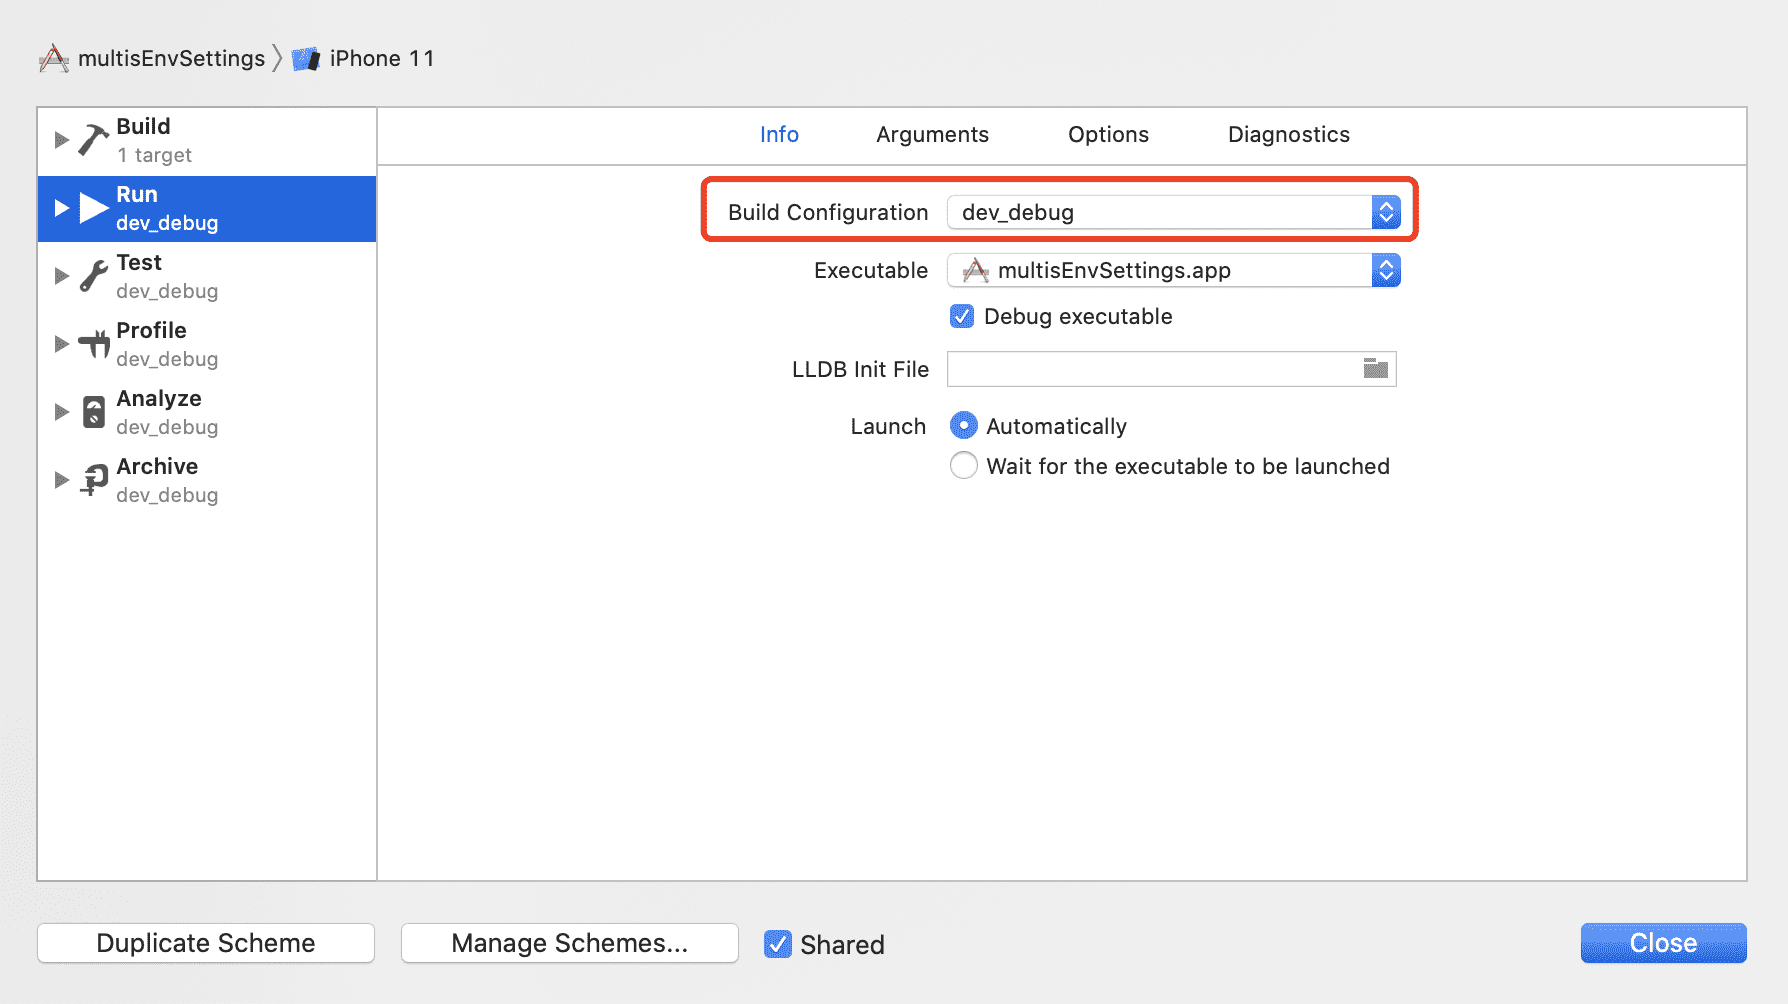 multisEnvSettings
iPhone 11
Build
1 target
Run
dev_debug
Test
dev_debug
Profile
dev_debug
Analyze
dev_debug
Archive
dev_debug
Info Arguments Options Diagnostics
Build Configuration dev_debug
Executable multisEnvSettings.app
Debug executable
LLDB Init File
Launch Automatically
Wait for the executable to be launched
Duplicate Scheme Manage Schemes... Shared Close